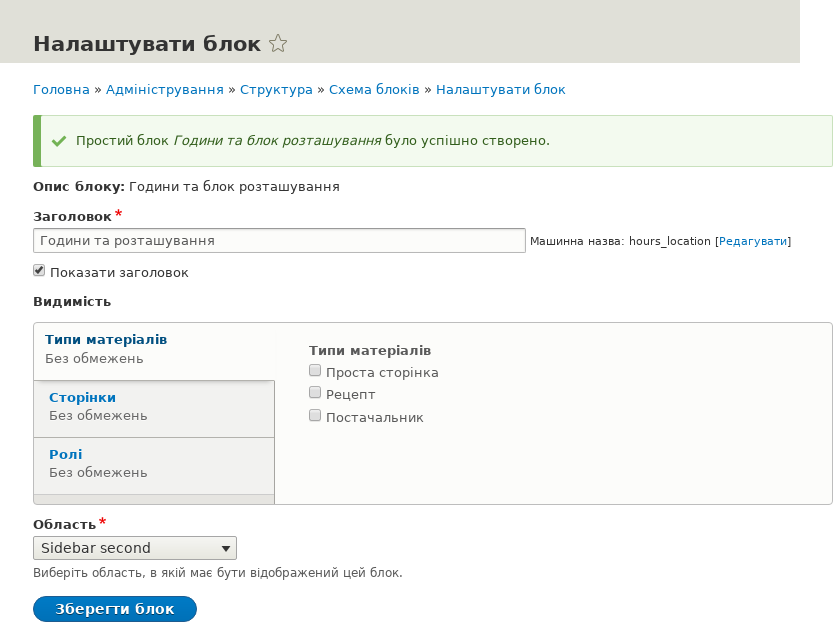 Налаштувати блок
Головна » Адміністрування » Структура » Схема блоків » Налаштувати блок
Простий блок Години та блок розташування було успішно створено.
Опис блоку: Години та блок розташування
Заголовок*
Години та розташування Машинна назва: hours_location [Редагувати]
Показати заголовок
Видимість
Типи матеріалів
Без обмежень
Сторінки
Без обмежень
Ролі
Без обмежень
Типи матеріалів
Проста сторінка
Рецепт
Постачальник
Область*
Sidebar second
Виберіть область, в якій має бути відображений цей блок.
Зберегти блок